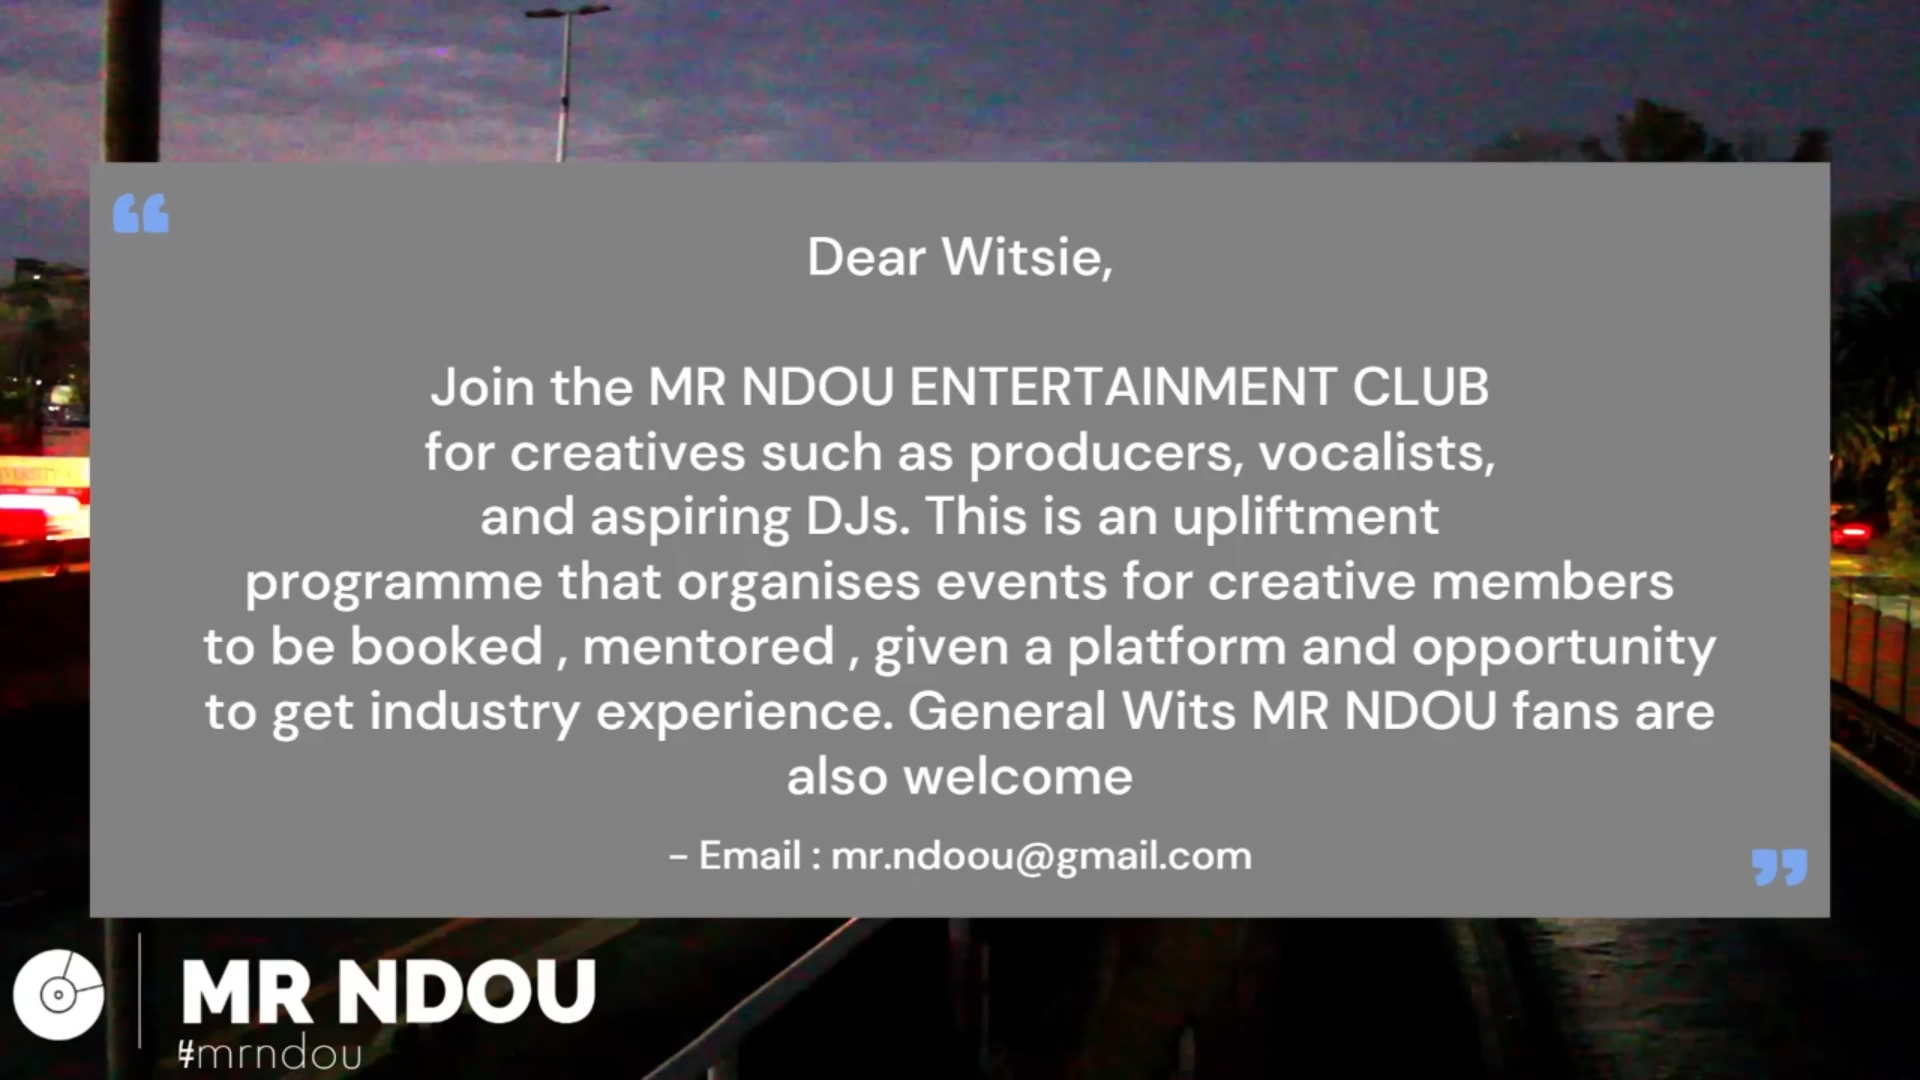 “
Dear Witsie,
Join the MR NDOU ENTERTAINMENT CLUB
for creatives such as producers, vocalists,
and aspiring DJs. This is an upliftment
programme that organises events for creative members
to be booked , mentored , given a platform and opportunity
to get industry experience. General Wits MR NDOU fans are
also welcome
- Email : mr.ndoou@gmail.com
”
MR NDOU
#mrndou